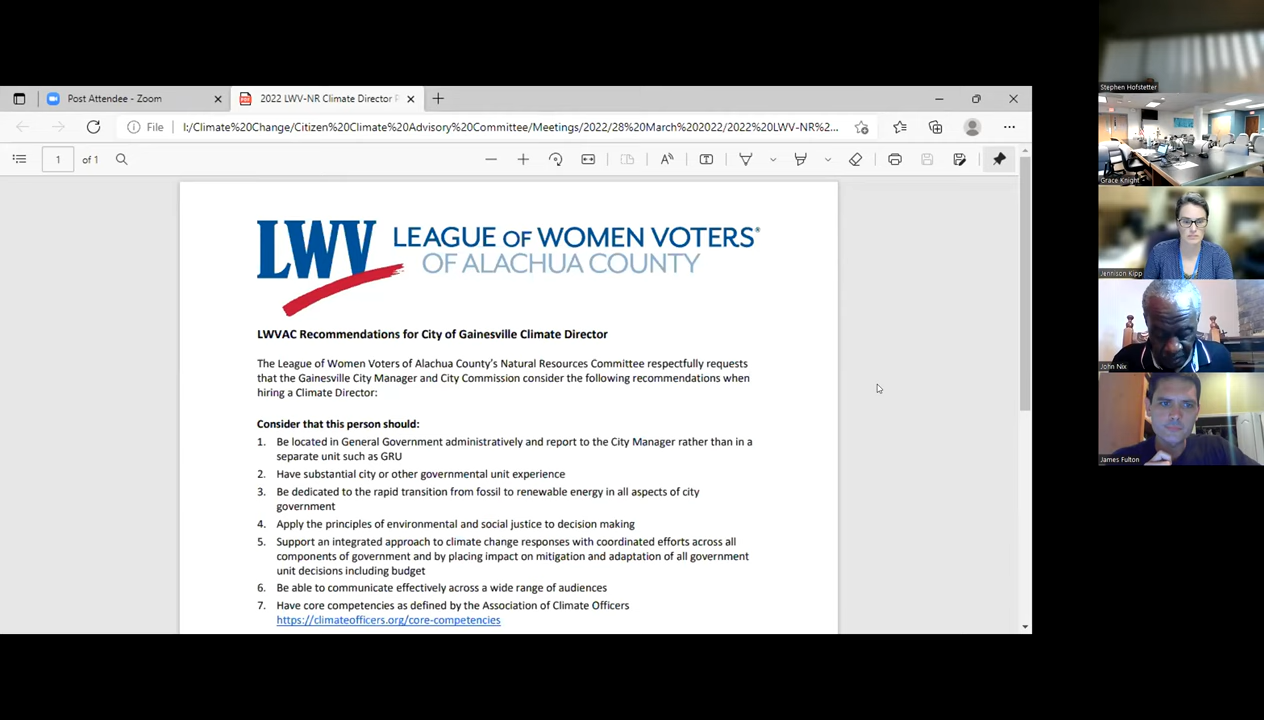 Post Attendee - Zoom
2022 LWV-NR Climate Director
File
I:/Climate%20Change/Citizen%20Climate%20Advisory%20Committee/Meetings/2022/28%20March%202022/2022%20LWV-NR%2...
1 of 1
LWV LEAGUE OF WOMEN VOTERS®
OF ALACHUA COUNTY
LWVAC Recommendations for City of Gainesville Climate Director
The League of Women Voters of Alachua County's Natural Resources Committee respectfully requests
that the Gainesville City Manager and City Commission consider the following recommendations when
hiring a Climate Director:
Consider that this person should:
1. Be located in General Government administratively and report to the City Manager rather than in a
separate unit such as GRU
2. Have substantial city or other governmental unit experience
3. Be dedicated to the rapid transition from fossil to renewable energy in all aspects of city
government
4. Apply the principles of environmental and social justice to decision making
5. Support an integrated approach to climate change responses with coordinated efforts across all
components of government and by placing impact on mitigation and adaptation of all government
unit decisions including budget
6. Be able to communicate effectively across a wide range of audiences
7. Have core competencies as defined by the Association of Climate Officers
https://climateofficers.org/core-competencies
Stephen Hofstetter
Grace Knight
Jennison Kipp
John Nix
James Fulton